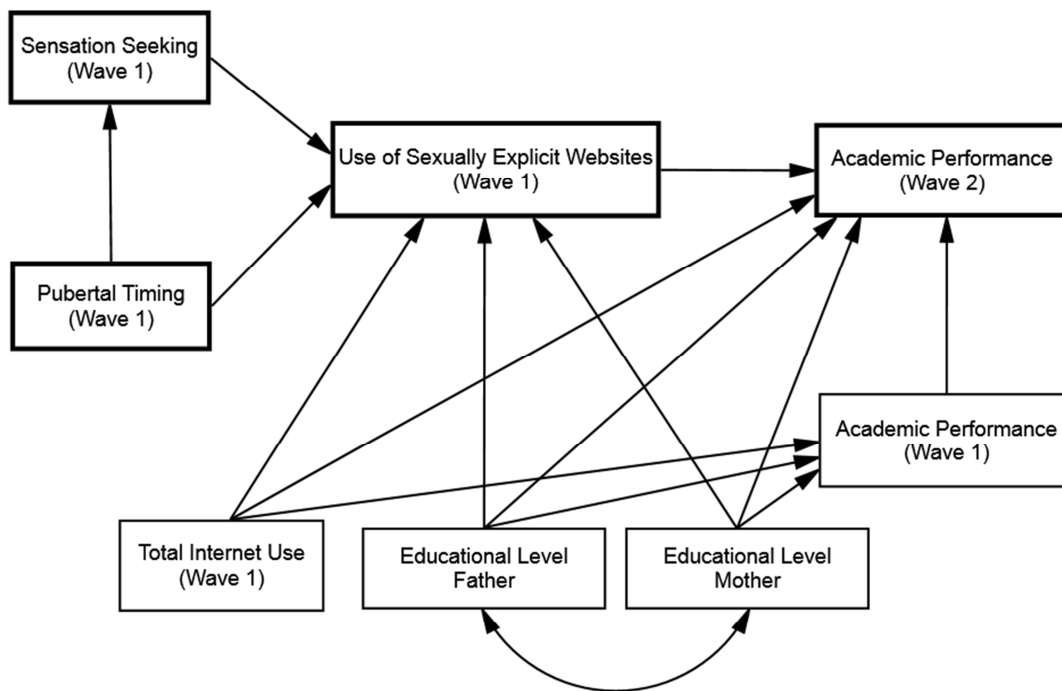 Sensation Seeking
(Wave 1)
Use of Sexually Explicit Websites
(Wave 1)
Academic Performance
(Wave 2)
Pubertal Timing
(Wave 1)
Academic Performance
(Wave 1)
Total Internet Use
(Wave 1)
Educational Level
Father
Educational Level
Mother